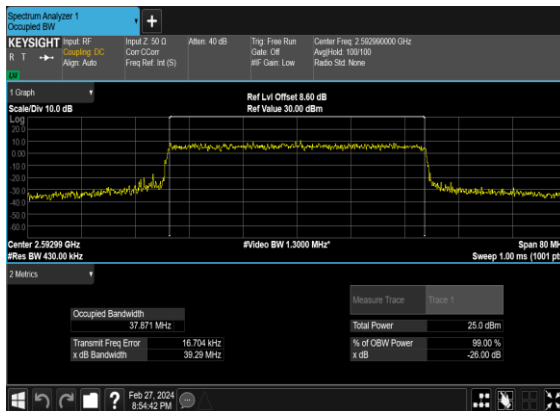 Spectrum Analyzer 1
Occupied BW
KEYSIGHT
R T
Input: RF
Coupling: DC
Align: Auto
Input Z: 50 Ω
Corr CCorr
Freq Ref: Int (S)
Atten: 40 dB
Trig: Free Run
Gate: Off
#IF Gain: Low
Center Freq: 2.592990000 GHz
Avg|Hold: 100/100
Radio Std: None
1 Graph
Scale/Div 10.0 dB
Ref Lvl Offset 8.60 dB
Ref Value 30.00 dBm
Log
20.0
10.0
0.00
-10.0
-20.0
-30.0
-40.0
-50.0
-60.0
Center 2.59299 GHz
#Res BW 430.00 kHz
#Video BW 1.3000 MHz*
Span 80 MH
Sweep 1.00 ms (1001 pt
2 Metrics
Occupied Bandwidth
37.871 MHz
Transmit Freq Error 16.704 kHz
x dB Bandwidth 39.29 MHz
Measure Trace Trace 1
Total Power 25.0 dBm
% of OBW Power 99.00 %
x dB -26.00 dB
Feb 27, 2024
8:54:42 PM